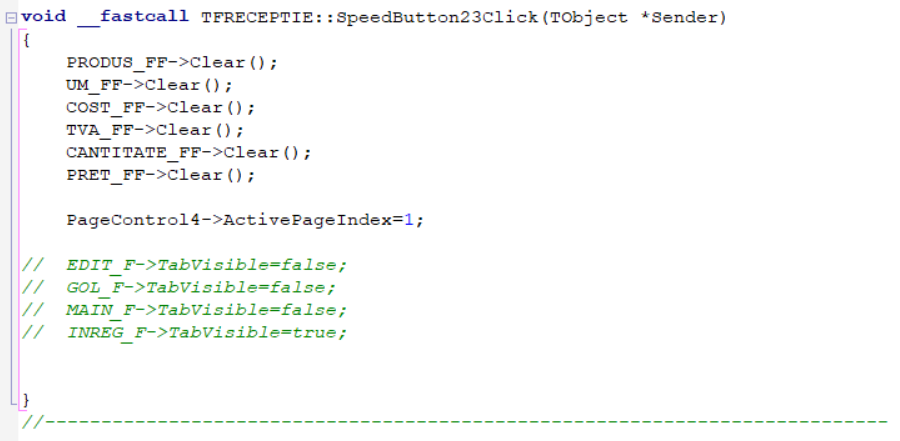 void __fastcall TFRECEPTIE::SpeedButton23Click(TObject *Sender)
{
    PRODUS_FF->Clear();
    UM_FF->Clear();
    COST_FF->Clear();
    TVA_FF->Clear();
    CANTITATE_FF->Clear();
    PRET_FF->Clear();
    PageControl4->ActivePageIndex=1;
//  EDIT_F->TabVisible=false;
//  GOL_F->TabVisible=false;
//  MAIN_F->TabVisible=false;
//  INREG_F->TabVisible=true;
}
//---------------------------------------------------------------------------